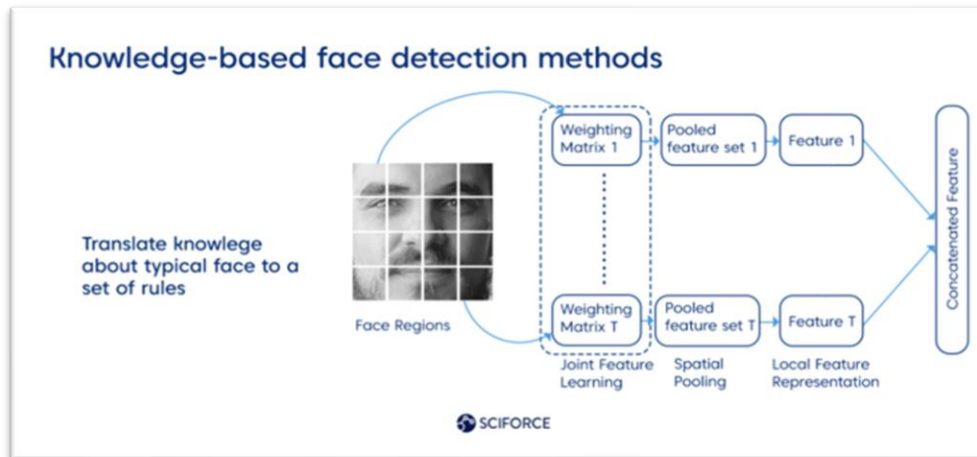 Knowledge-based face detection methods
Translate knowlege
about typical face to a
set of rules
Face Regions
Weighting
Matrix 1
Pooled
feature set 1
Feature 1
Weighting
Matrix T
Pooled
feature set T
Feature T
Joint Feature
Learning
Spatial
Pooling
Local Feature
Representation
Concatenated Feature
SCIFORCE